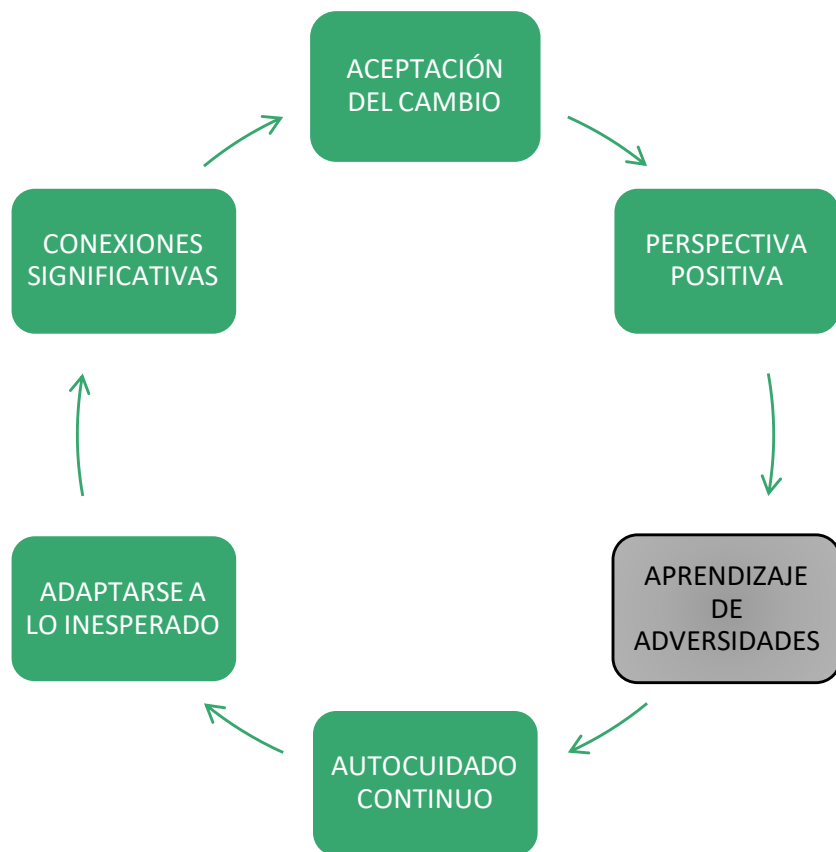 ACEPTACIÓN
DEL CAMBIO
PERSPECTIVA
POSITIVA
APRENDIZAJE
DE
ADVERSIDADES
AUTOCUIDADO
CONTINUO
ADAPTARSE A
LO INESPERADO
CONEXIONES
SIGNIFICATIVAS